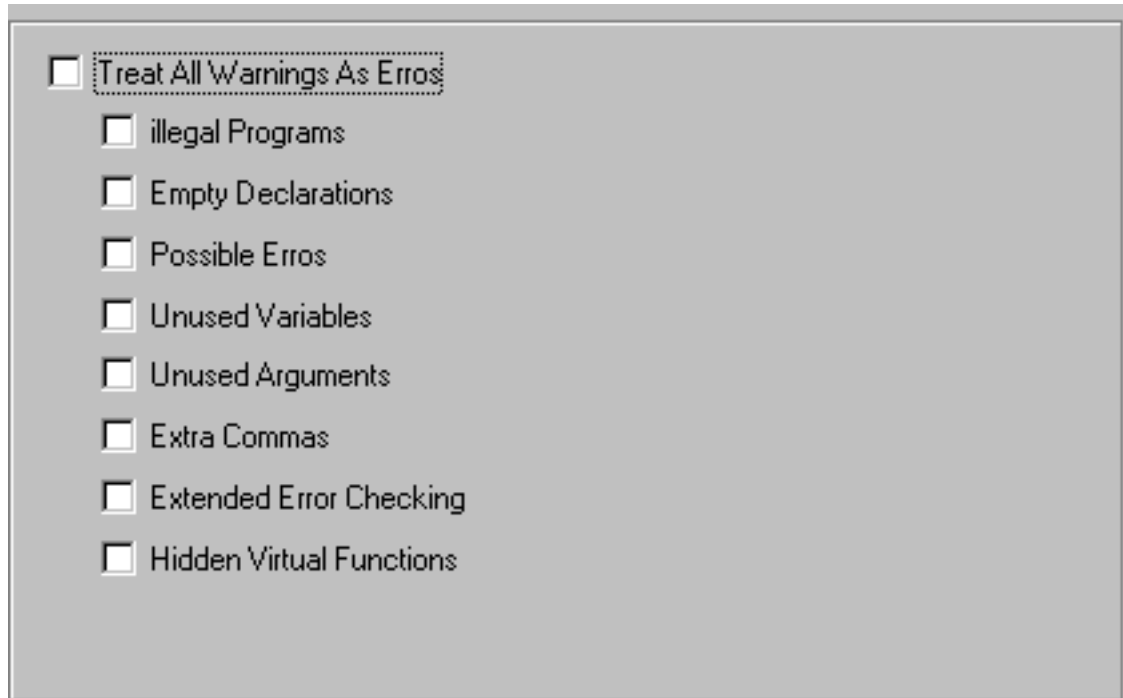 Treat All Warnings As Erros
illegal Programs
Empty Declarations
Possible Erros
Unused Variables
Unused Arguments
Extra Commas
Extended Error Checking
Hidden Virtual Functions